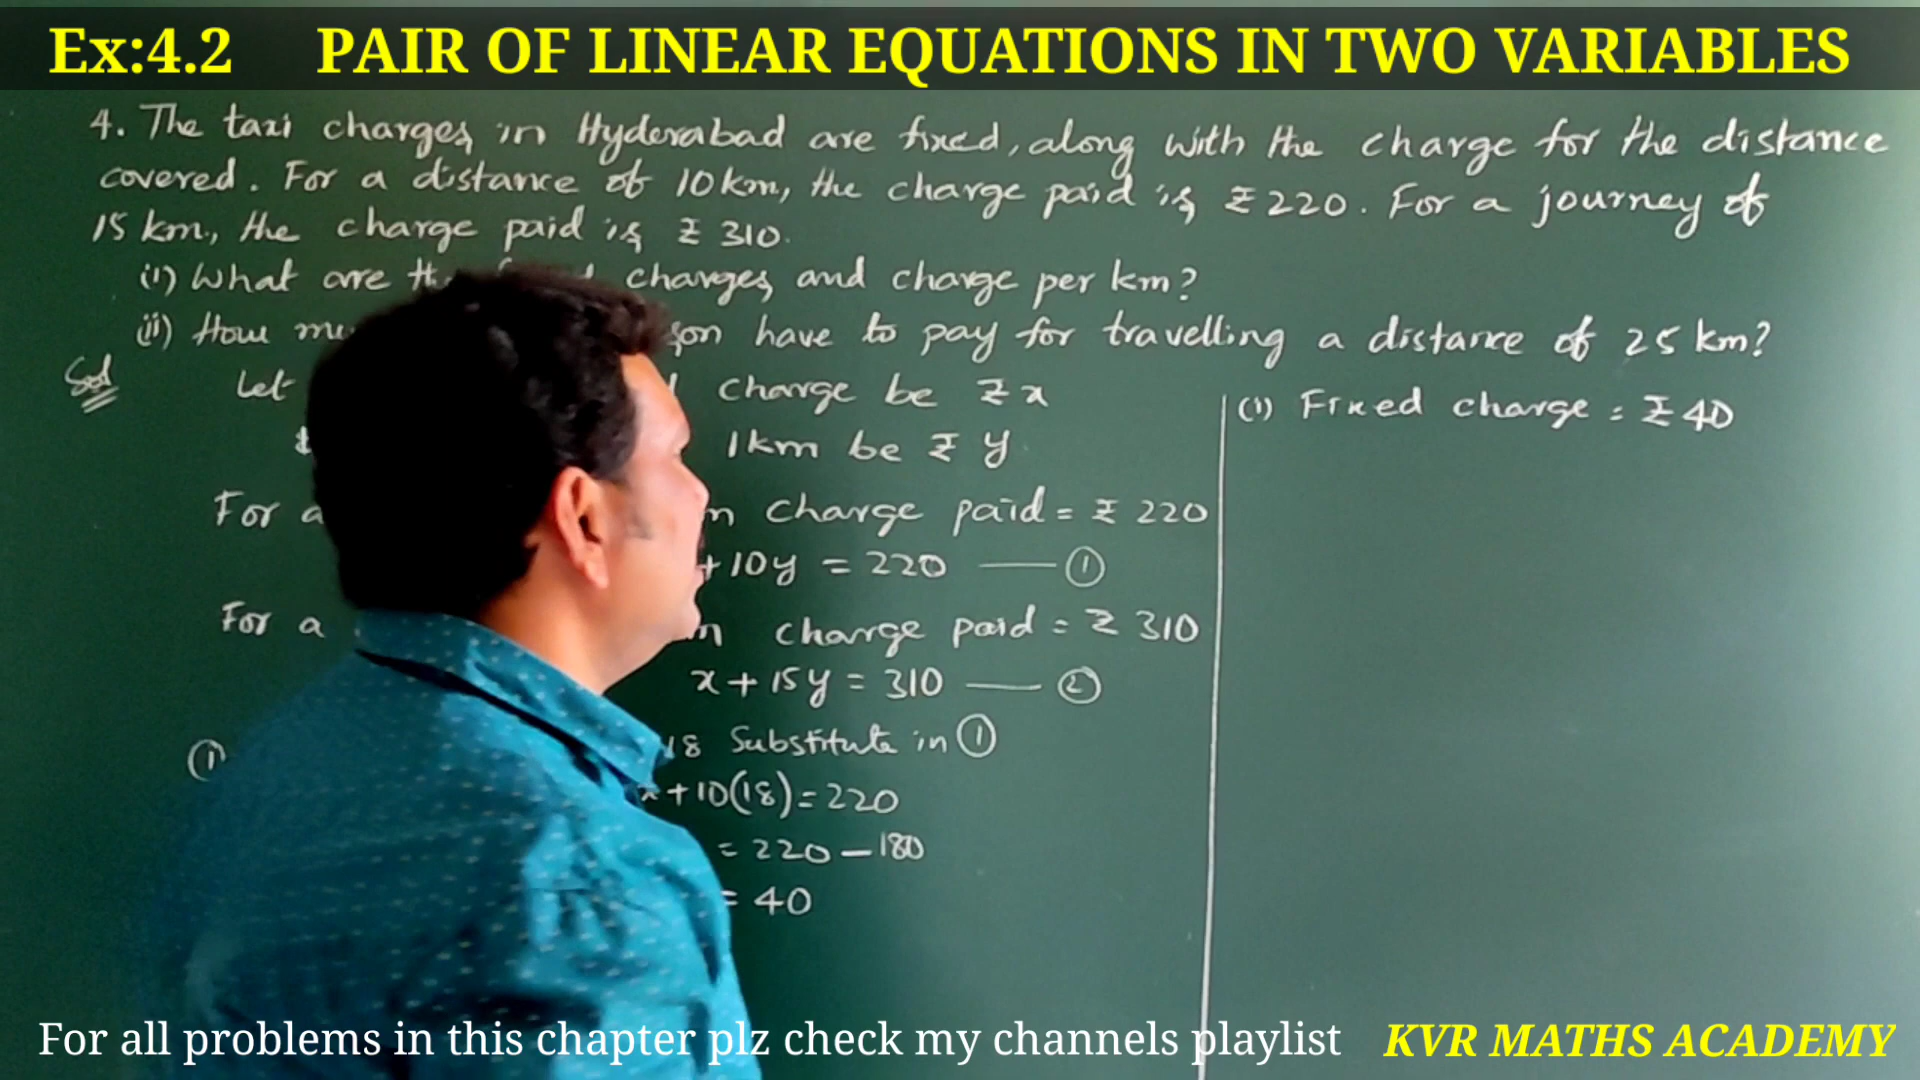 Ex:4.2 PAIR OF LINEAR EQUATIONS IN TWO VARIABLES
4. The taxi charges in Hyderabad are fixed, along with the charge for the distance
covered. For a distance of 10 km, the charge paid is ₹ 220. For a journey of
15 km, the charge paid is ₹ 310.
(i) What are charges and charge per km?
(ii) How have to pay for travelling a distance of 25 km?
Sol Let charge be ₹ x
1 km be ₹ y
For a charge paid = ₹ 220
+ 10y = 220 —— ①
For a charge paid = ₹ 310
x + 15y = 310 —— ②
① 18 Substitute in ①
x + 10(18) = 220
= 220 - 180
= 40
(i) Fixed charge = ₹ 40
For all problems in this chapter plz check my channels playlist KVR MATHS ACADEMY